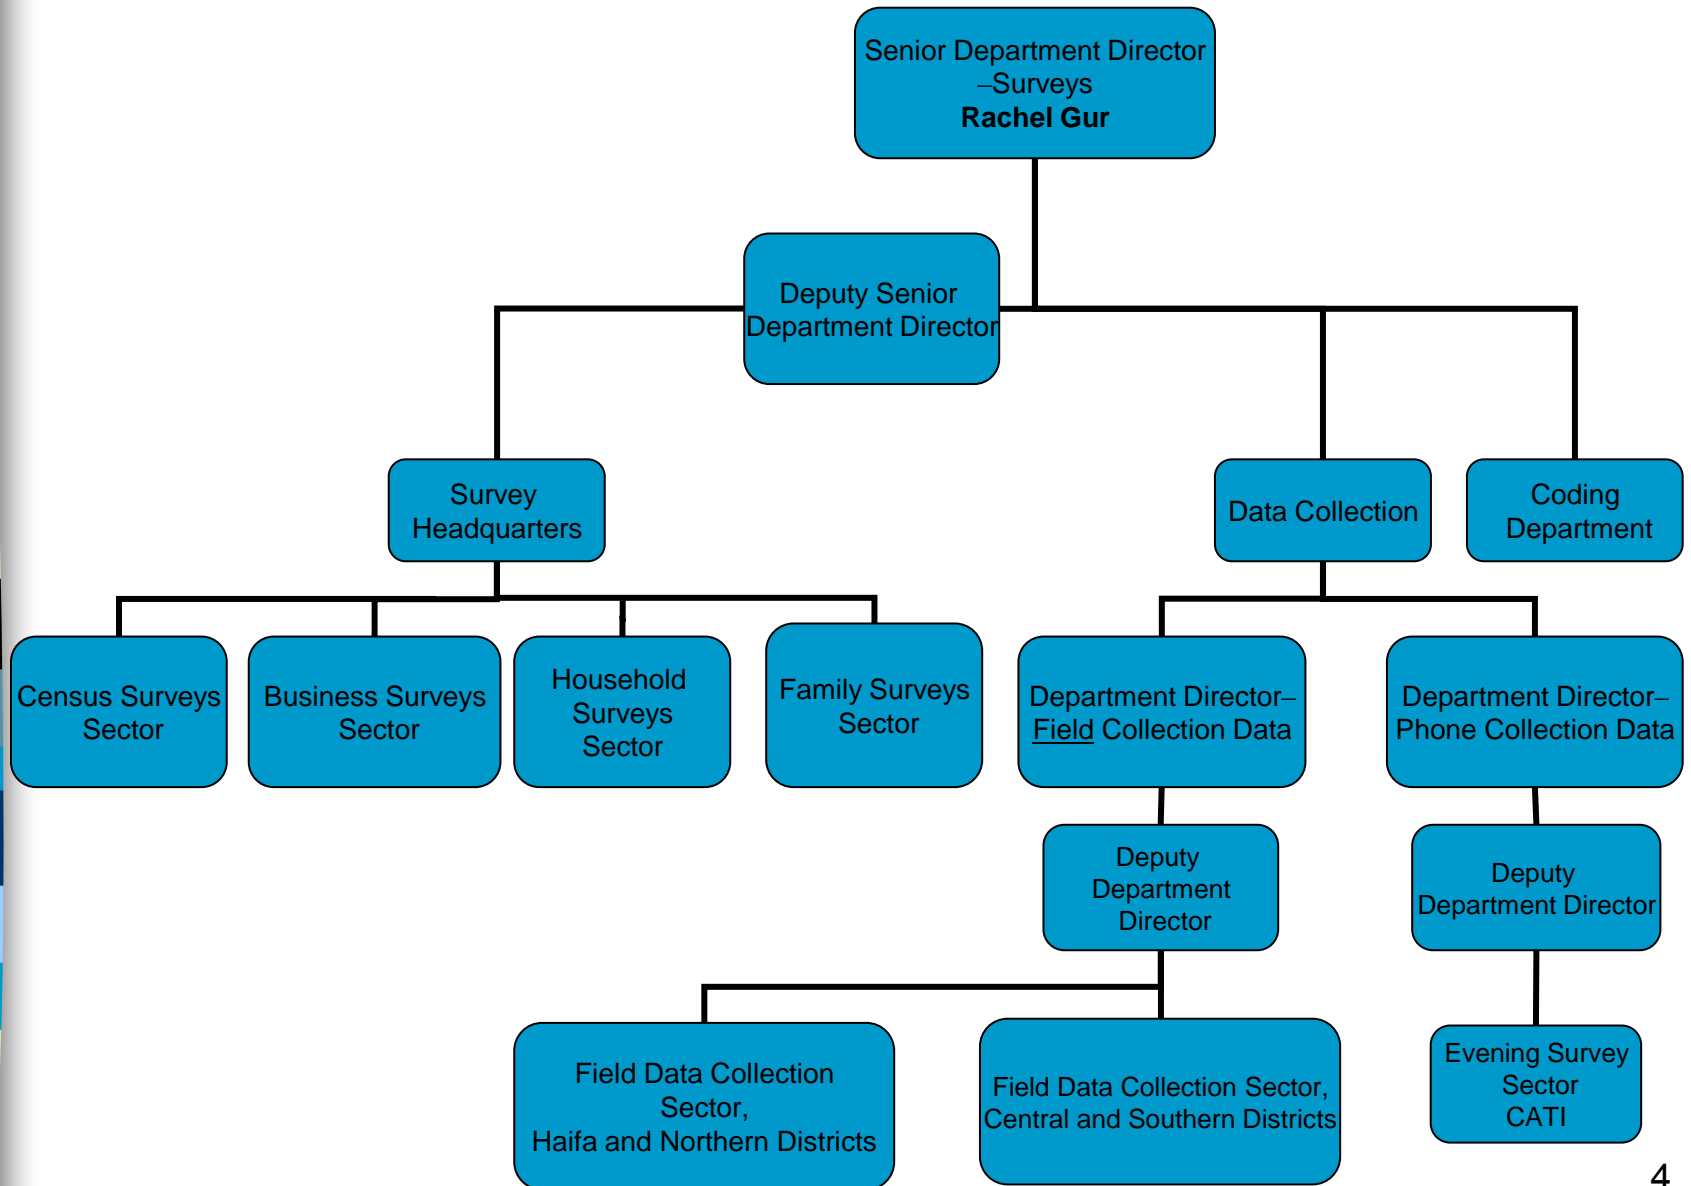 Senior Department Director
–Surveys
Rachel Gur
Deputy Senior
Department Director
Survey
Headquarters
Data Collection
Coding
Department
Census Surveys
Sector
Business Surveys
Sector
Household
Surveys
Sector
Family Surveys
Sector
Department Director–
Field Collection Data
Department Director–
Phone Collection Data
Deputy
Department
Director
Deputy
Department Director
Field Data Collection
Sector,
Haifa and Northern Districts
Field Data Collection Sector,
Central and Southern Districts
Evening Survey
Sector
CATI
4